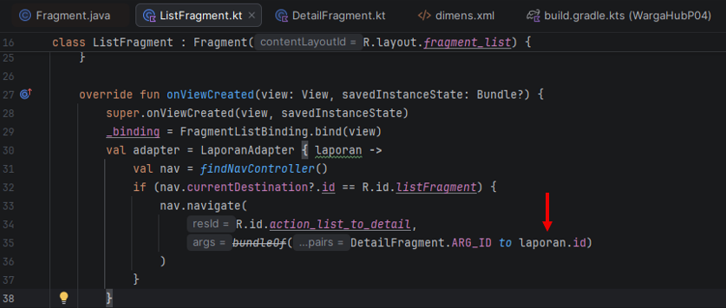 Fragment.java ListFragment.kt DetailFragment.kt dimens.xml build.gradle.kts (WargaHubP04)
16 class ListFragment : Fragment( contentLayoutId = R.layout.fragment_list) {
25 }
26
27 override fun onViewCreated(view: View, savedInstanceState: Bundle?) {
28 super.onViewCreated(view, savedInstanceState)
29 _binding = FragmentListBinding.bind(view)
30 val adapter = LaporanAdapter { laporan ->
31 val nav = findNavController()
32 if (nav.currentDestination?.id == R.id.listFragment) {
33 nav.navigate(
34 resId = R.id.action_list_to_detail,
35 args = bundleOf( ...pairs = DetailFragment.ARG_ID to laporan.id)
36 )
37 }
38 }